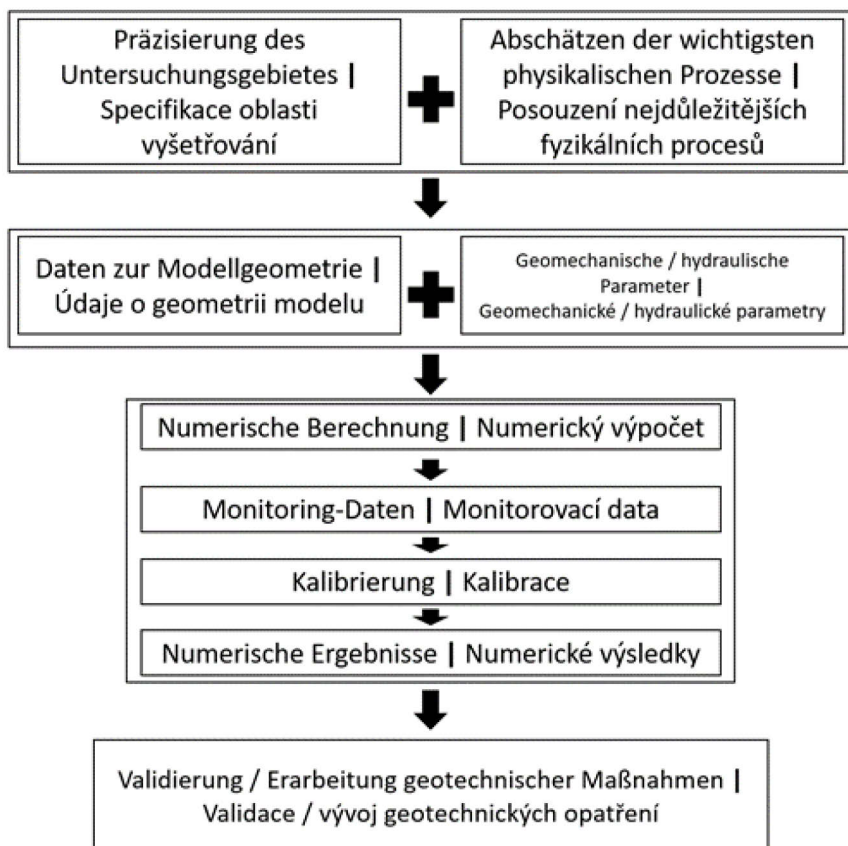 Präzisierung des
Untersuchungsgebietes |
Specifikace oblasti
vyšetřování
Abschätzen der wichtigsten
physikalischen Prozesse |
Posouzení nejdůležitějších
fyzikálních procesů
Daten zur Modellgeometrie |
Údaje o geometrii modelu
Geomechanische / hydraulische
Parameter |
Geomechanické / hydraulické parametry
Numerische Berechnung | Numerický výpočet
Monitoring-Daten | Monitorovací data
Kalibrierung | Kalibrace
Numerische Ergebnisse | Numerické výsledky
Validierung / Erarbeitung geotechnischer Maßnahmen |
Validace / vývoj geotechnických opatření